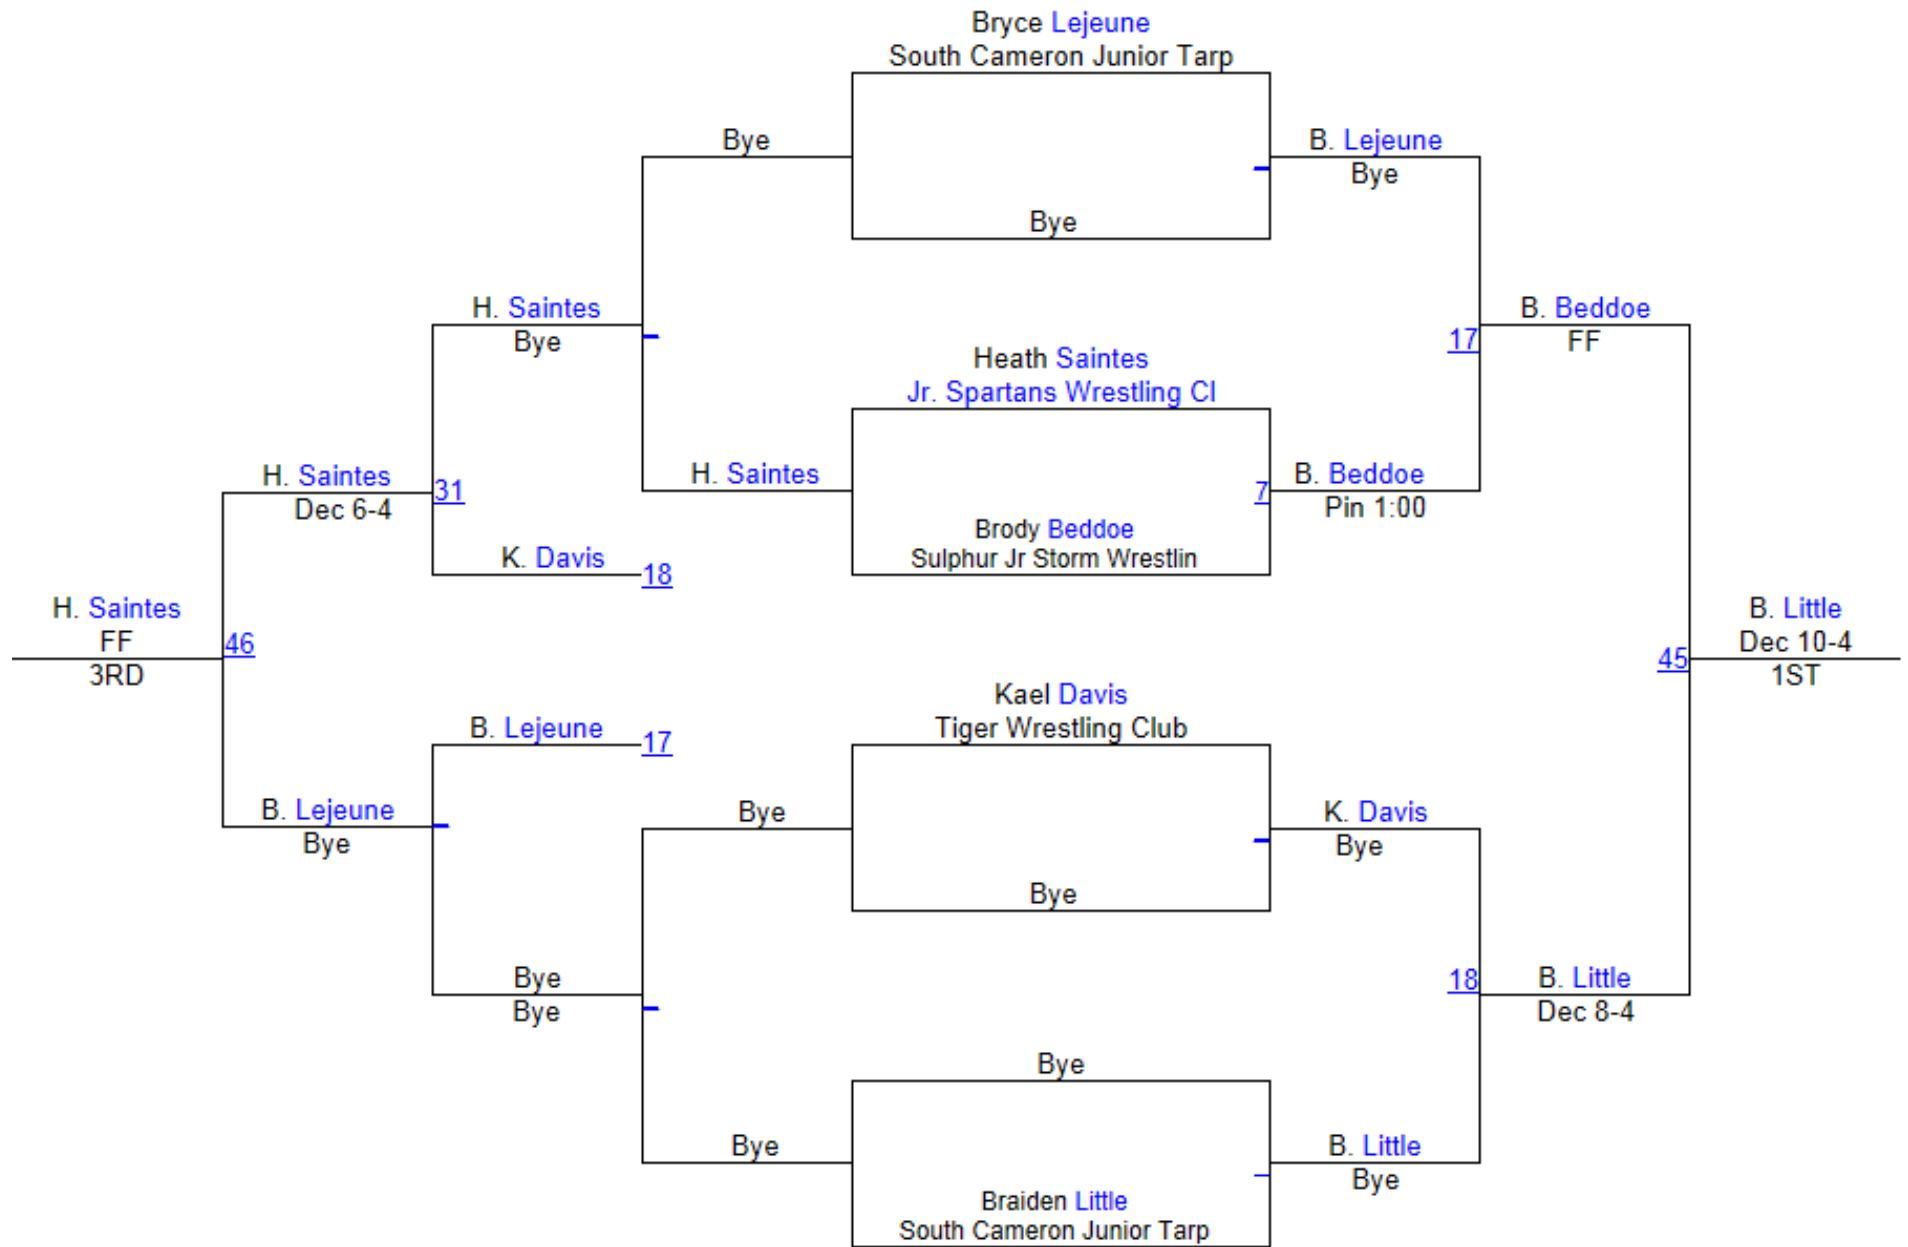 Bryce Lejeune
South Cameron Junior Tarp
Bye
B. Lejeune
Bye
Bye
H. Saintes
Bye
B. Beddoe
FF
17
Heath Saintes
Jr. Spartans Wrestling Cl
H. Saintes
Dec 6-4
31
H. Saintes
7
B. Beddoe
Pin 1:00
Brody Beddoe
Sulphur Jr Storm Wrestlin
K. Davis
18
H. Saintes
FF
3RD
46
B. Little
Dec 10-4
1ST
45
Kael Davis
Tiger Wrestling Club
B. Lejeune
17
B. Lejeune
Bye
Bye
K. Davis
Bye
Bye
Bye
Bye
18
B. Little
Dec 8-4
Bye
Bye
B. Little
Bye
Braiden Little
South Cameron Junior Tarp